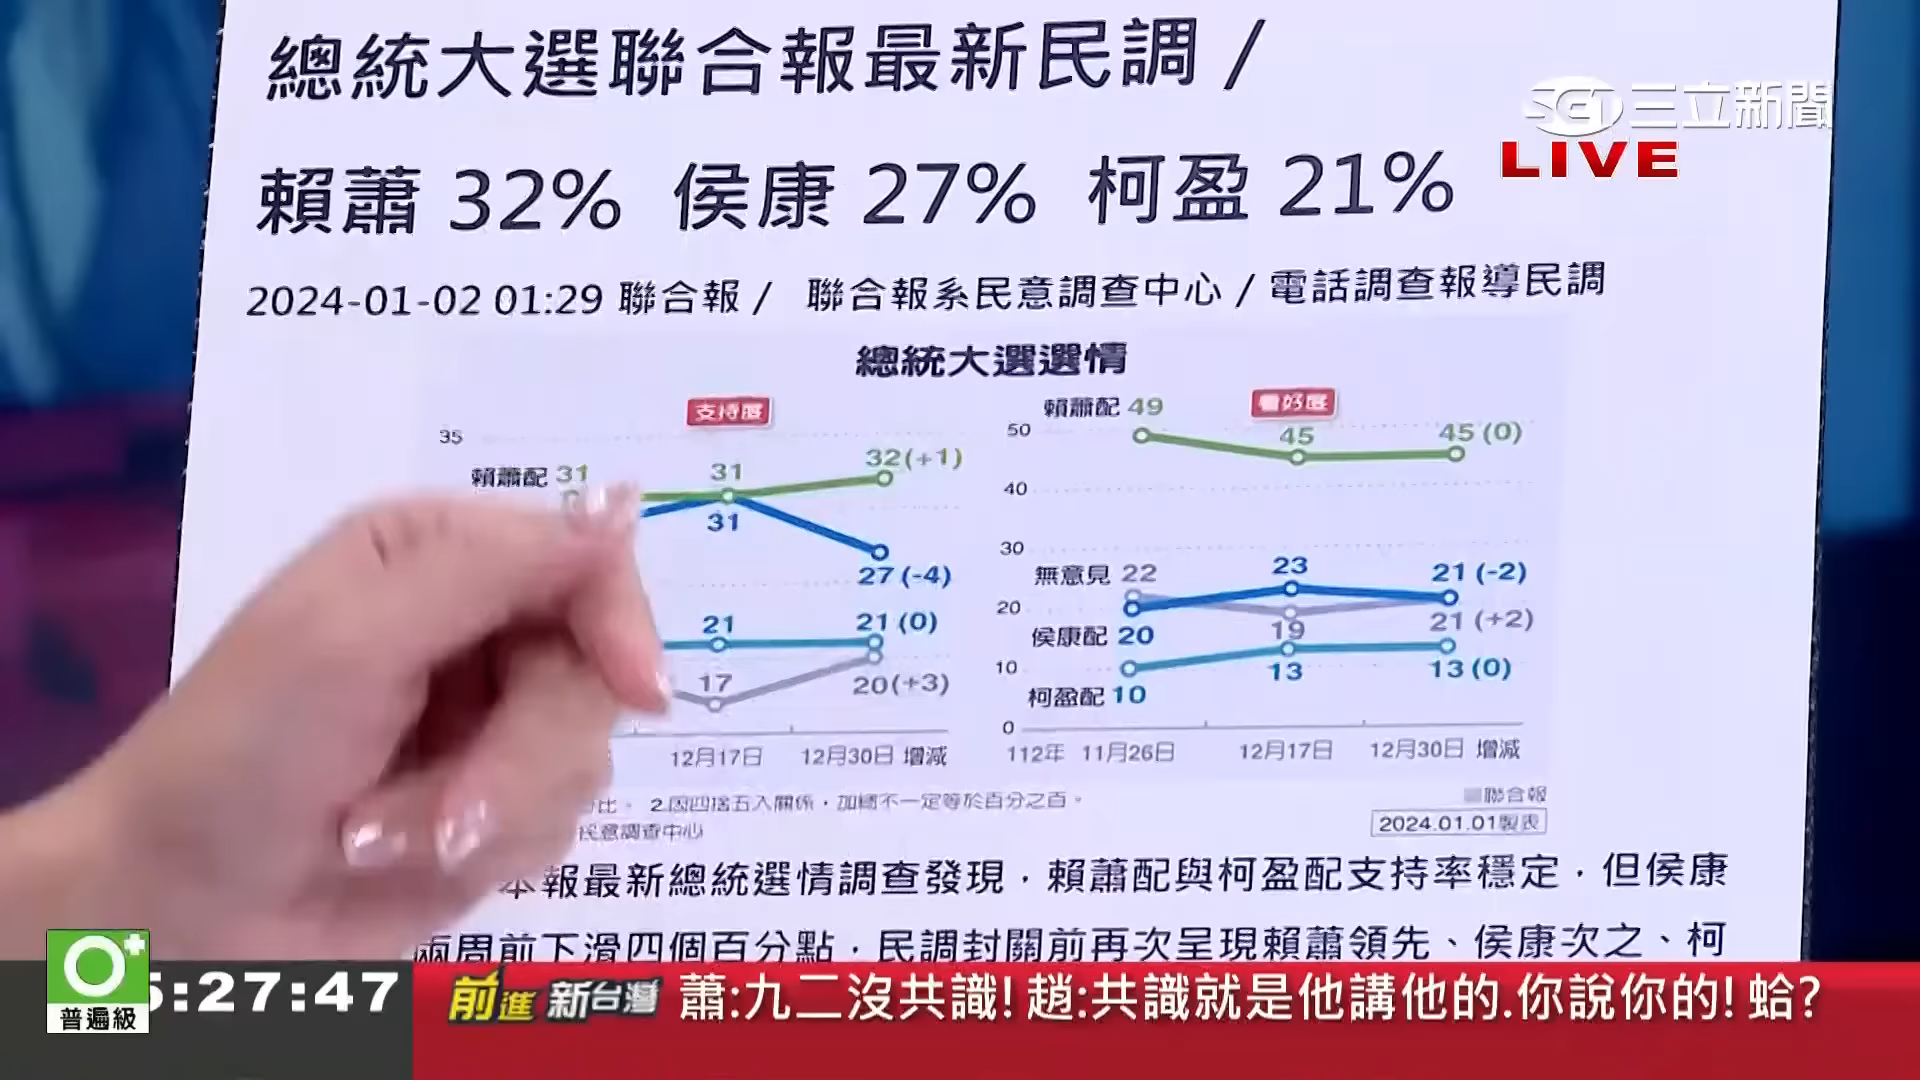 總統大選聯合報最新民調 /
三立新聞
LIVE
賴蕭 32% 侯康 27% 柯盈 21%
2024-01-02 01:29 聯合報 / 聯合報系民意調查中心 / 電話調查報導民調
總統大選選情
支持度
35
賴蕭配 31
31
32(+1)
31
27(-4)
21
21(0)
17
20(+3)
12月17日 12月30日 增減
看好度
賴蕭配 49
50
45
45(0)
40
30
無意見 22
23
21(-2)
20
侯康配 20
19
21(+2)
10
13
13(0)
柯盈配 10
0
112年 11月26日 12月17日 12月30日 增減
比。 2.因四捨五入關係,加總不一定等於百分之百。
民意調查中心
聯合報
2024.01.01製表
本報最新總統選情調查發現,賴蕭配與柯盈配支持率穩定,但侯康
兩周前下滑四個百分點,民調封關前再次呈現賴蕭領先、侯康次之、柯
普遍級
5:27:47
前進新台灣
蕭:九二沒共識! 趙:共識就是他講他的.你說你的! 蛤?